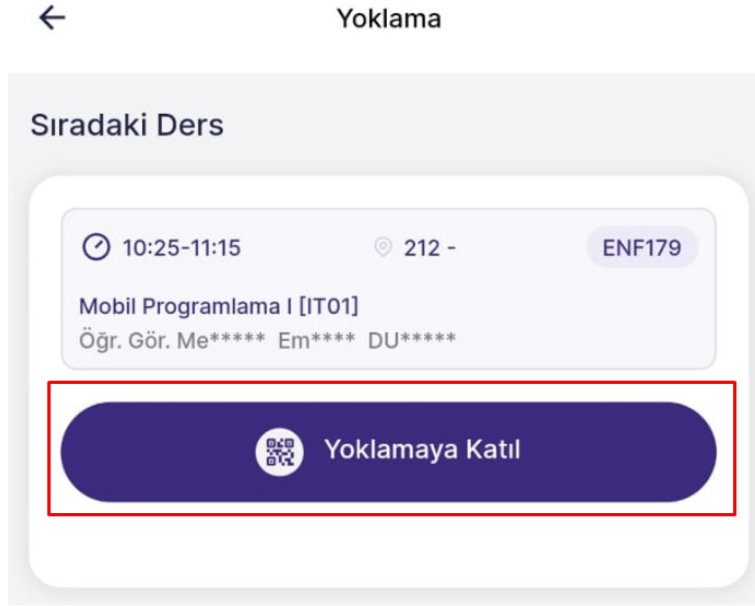 Yoklama
Sıradaki Ders
10:25-11:15 212 - ENF179
Mobil Programlama I [IT01]
Öğr. Gör. Me***** Em**** DU*****
Yoklamaya Katıl